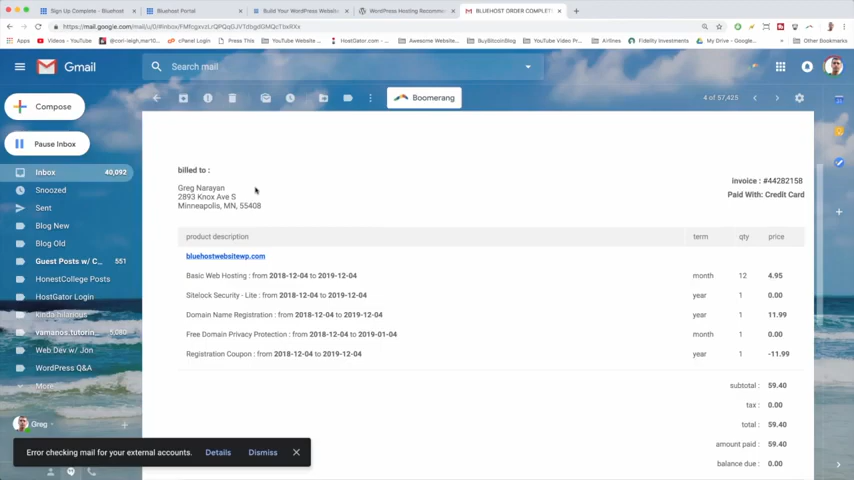 Sign Up Complete - Bluehost
Bluehost Portal
Build Your WordPress Website
WordPress Hosting Recomme
BLUEHOST ORDER COMPLET
Apps
Videos - YouTube
cPanel Login
Press Title
YouTube Website
HostGator.com
Awesome Websit
BuyBitcoinBlog
YouTube Video Pr
Airlines
Fidelity Investments
My Drive - Google
Other Bookmarks
Gmail
Search mail
Compose
Boomerang
4 of 57,425
Pause Inbox
Inbox 40,092
Snoozed
Sent
Blog New
Blog Old
Guest Posts w/ C... 551
HonestCollege Posts
HostGator Login
kinda hilarious
vamanos.tutorin... 5,080
Web Dev w/ Jon
WordPress Q&A
More
Greg
billed to :
Greg Narayan
2893 Knox Ave S
Minneapolis, MN, 55408
invoice : #44282158
Paid With: Credit Card
product description term qty price
bluehostwebsitewp.com
Basic Web Hosting : from 2018-12-04 to 2019-12-04 month 12 4.95
Sitelock Security - Lite : from 2018-12-04 to 2019-12-04 year 1 0.00
Domain Name Registration : from 2018-12-04 to 2019-12-04 year 1 11.99
Free Domain Privacy Protection : from 2018-12-04 to 2019-01-04 month 1 0.00
Registration Coupon : from 2018-12-04 to 2019-12-04 year 1 -11.99
subtotal : 59.40
tax : 0.00
total : 59.40
amount paid : 59.40
balance due : 0.00
Error checking mail for your external accounts. Details Dismiss